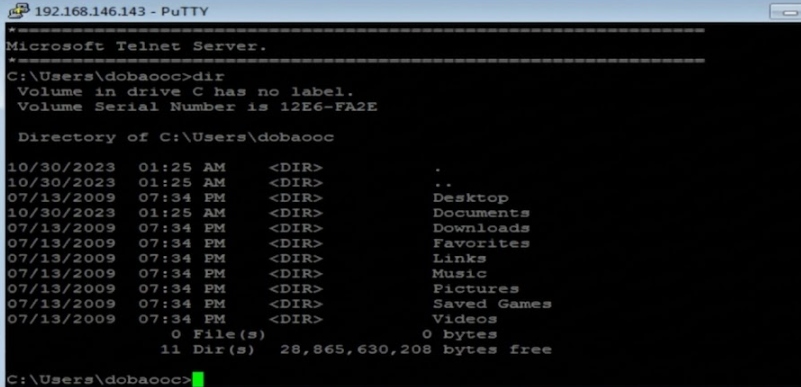 192.168.146.143 - PuTTY
*===============================================================
Microsoft Telnet Server.
*===============================================================
C:\Users\dobaooc>dir
 Volume in drive C has no label.
 Volume Serial Number is 12E6-FA2E

 Directory of C:\Users\dobaooc

10/30/2023  01:25 AM    <DIR>          .
10/30/2023  01:25 AM    <DIR>          ..
07/13/2009  07:34 PM    <DIR>          Desktop
10/30/2023  01:25 AM    <DIR>          Documents
07/13/2009  07:34 PM    <DIR>          Downloads
07/13/2009  07:34 PM    <DIR>          Favorites
07/13/2009  07:34 PM    <DIR>          Links
07/13/2009  07:34 PM    <DIR>          Music
07/13/2009  07:34 PM    <DIR>          Pictures
07/13/2009  07:34 PM    <DIR>          Saved Games
07/13/2009  07:34 PM    <DIR>          Videos
               0 File(s)              0 bytes
              11 Dir(s)  28,865,630,208 bytes free

C:\Users\dobaooc>